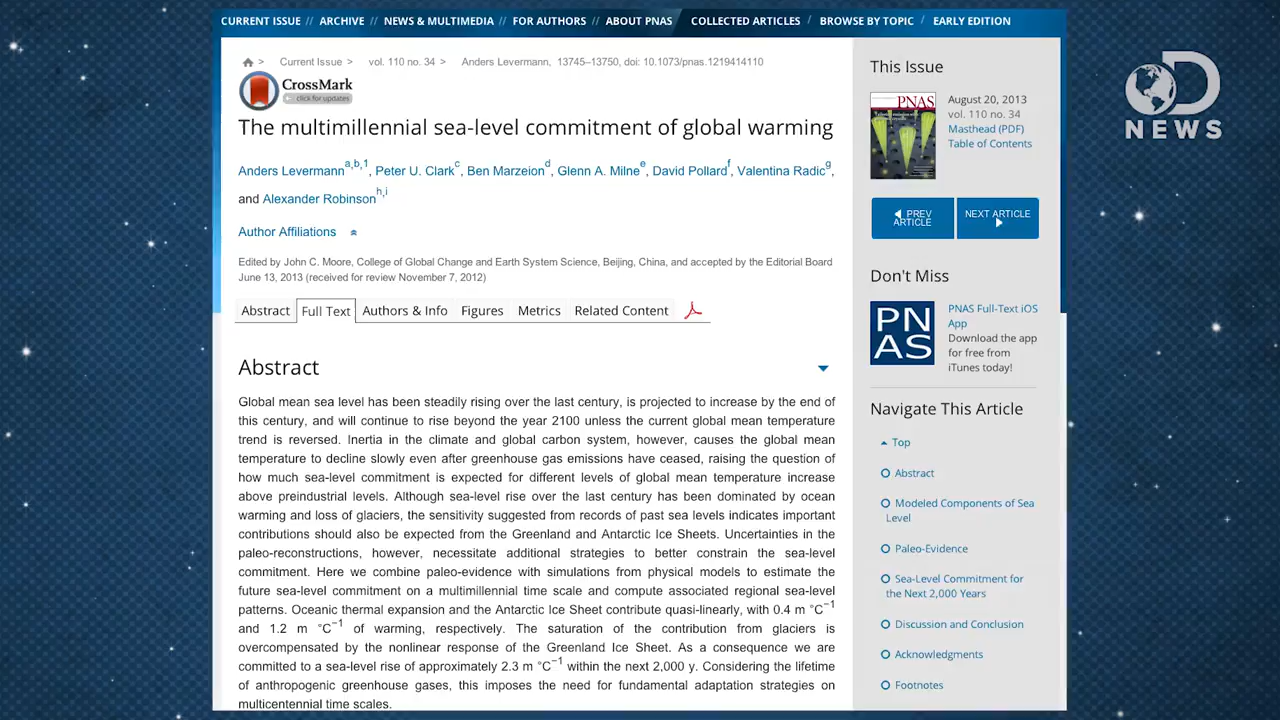 CURRENT ISSUE // ARCHIVE // NEWS & MULTIMEDIA // FOR AUTHORS // ABOUT PNAS COLLECTED ARTICLES / BROWSE BY TOPIC / EARLY EDITION
> Current Issue > vol. 110 no. 34 > Anders Levermann, 13745–13750, doi: 10.1073/pnas.1219414110
CrossMark
click for updates
The multimillennial sea-level commitment of global warming
Anders Levermann a,b,1, Peter U. Clark c, Ben Marzeion d, Glenn A. Milne e, David Pollard f, Valentina Radic g,
and Alexander Robinson h,i
Author Affiliations
Edited by John C. Moore, College of Global Change and Earth System Science, Beijing, China, and accepted by the Editorial Board
June 13, 2013 (received for review November 7, 2012)
Abstract Full Text Authors & Info Figures Metrics Related Content
Abstract
Global mean sea level has been steadily rising over the last century, is projected to increase by the end of
this century, and will continue to rise beyond the year 2100 unless the current global mean temperature
trend is reversed. Inertia in the climate and global carbon system, however, causes the global mean
temperature to decline slowly even after greenhouse gas emissions have ceased, raising the question of
how much sea-level commitment is expected for different levels of global mean temperature increase
above preindustrial levels. Although sea-level rise over the last century has been dominated by ocean
warming and loss of glaciers, the sensitivity suggested from records of past sea levels indicates important
contributions should also be expected from the Greenland and Antarctic Ice Sheets. Uncertainties in the
paleo-reconstructions, however, necessitate additional strategies to better constrain the sea-level
commitment. Here we combine paleo-evidence with simulations from physical models to estimate the
future sea-level commitment on a multimillennial time scale and compute associated regional sea-level
patterns. Oceanic thermal expansion and the Antarctic Ice Sheet contribute quasi-linearly, with 0.4 m °C−1
and 1.2 m °C−1 of warming, respectively. The saturation of the contribution from glaciers is
overcompensated by the nonlinear response of the Greenland Ice Sheet. As a consequence we are
committed to a sea-level rise of approximately 2.3 m °C−1 within the next 2,000 y. Considering the lifetime
of anthropogenic greenhouse gases, this imposes the need for fundamental adaptation strategies on
multicentennial time scales.
This Issue
PNAS
August 20, 2013
vol. 110 no. 34
Masthead (PDF)
Table of Contents
PREV
ARTICLE
NEXT ARTICLE
Don't Miss
PN
AS
PNAS Full-Text iOS
App
Download the app
for free from
iTunes today!
Navigate This Article
Top
Abstract
Modeled Components of Sea
Level
Paleo-Evidence
Sea-Level Commitment for
the Next 2,000 Years
Discussion and Conclusion
Acknowledgments
Footnotes
D
NEWS